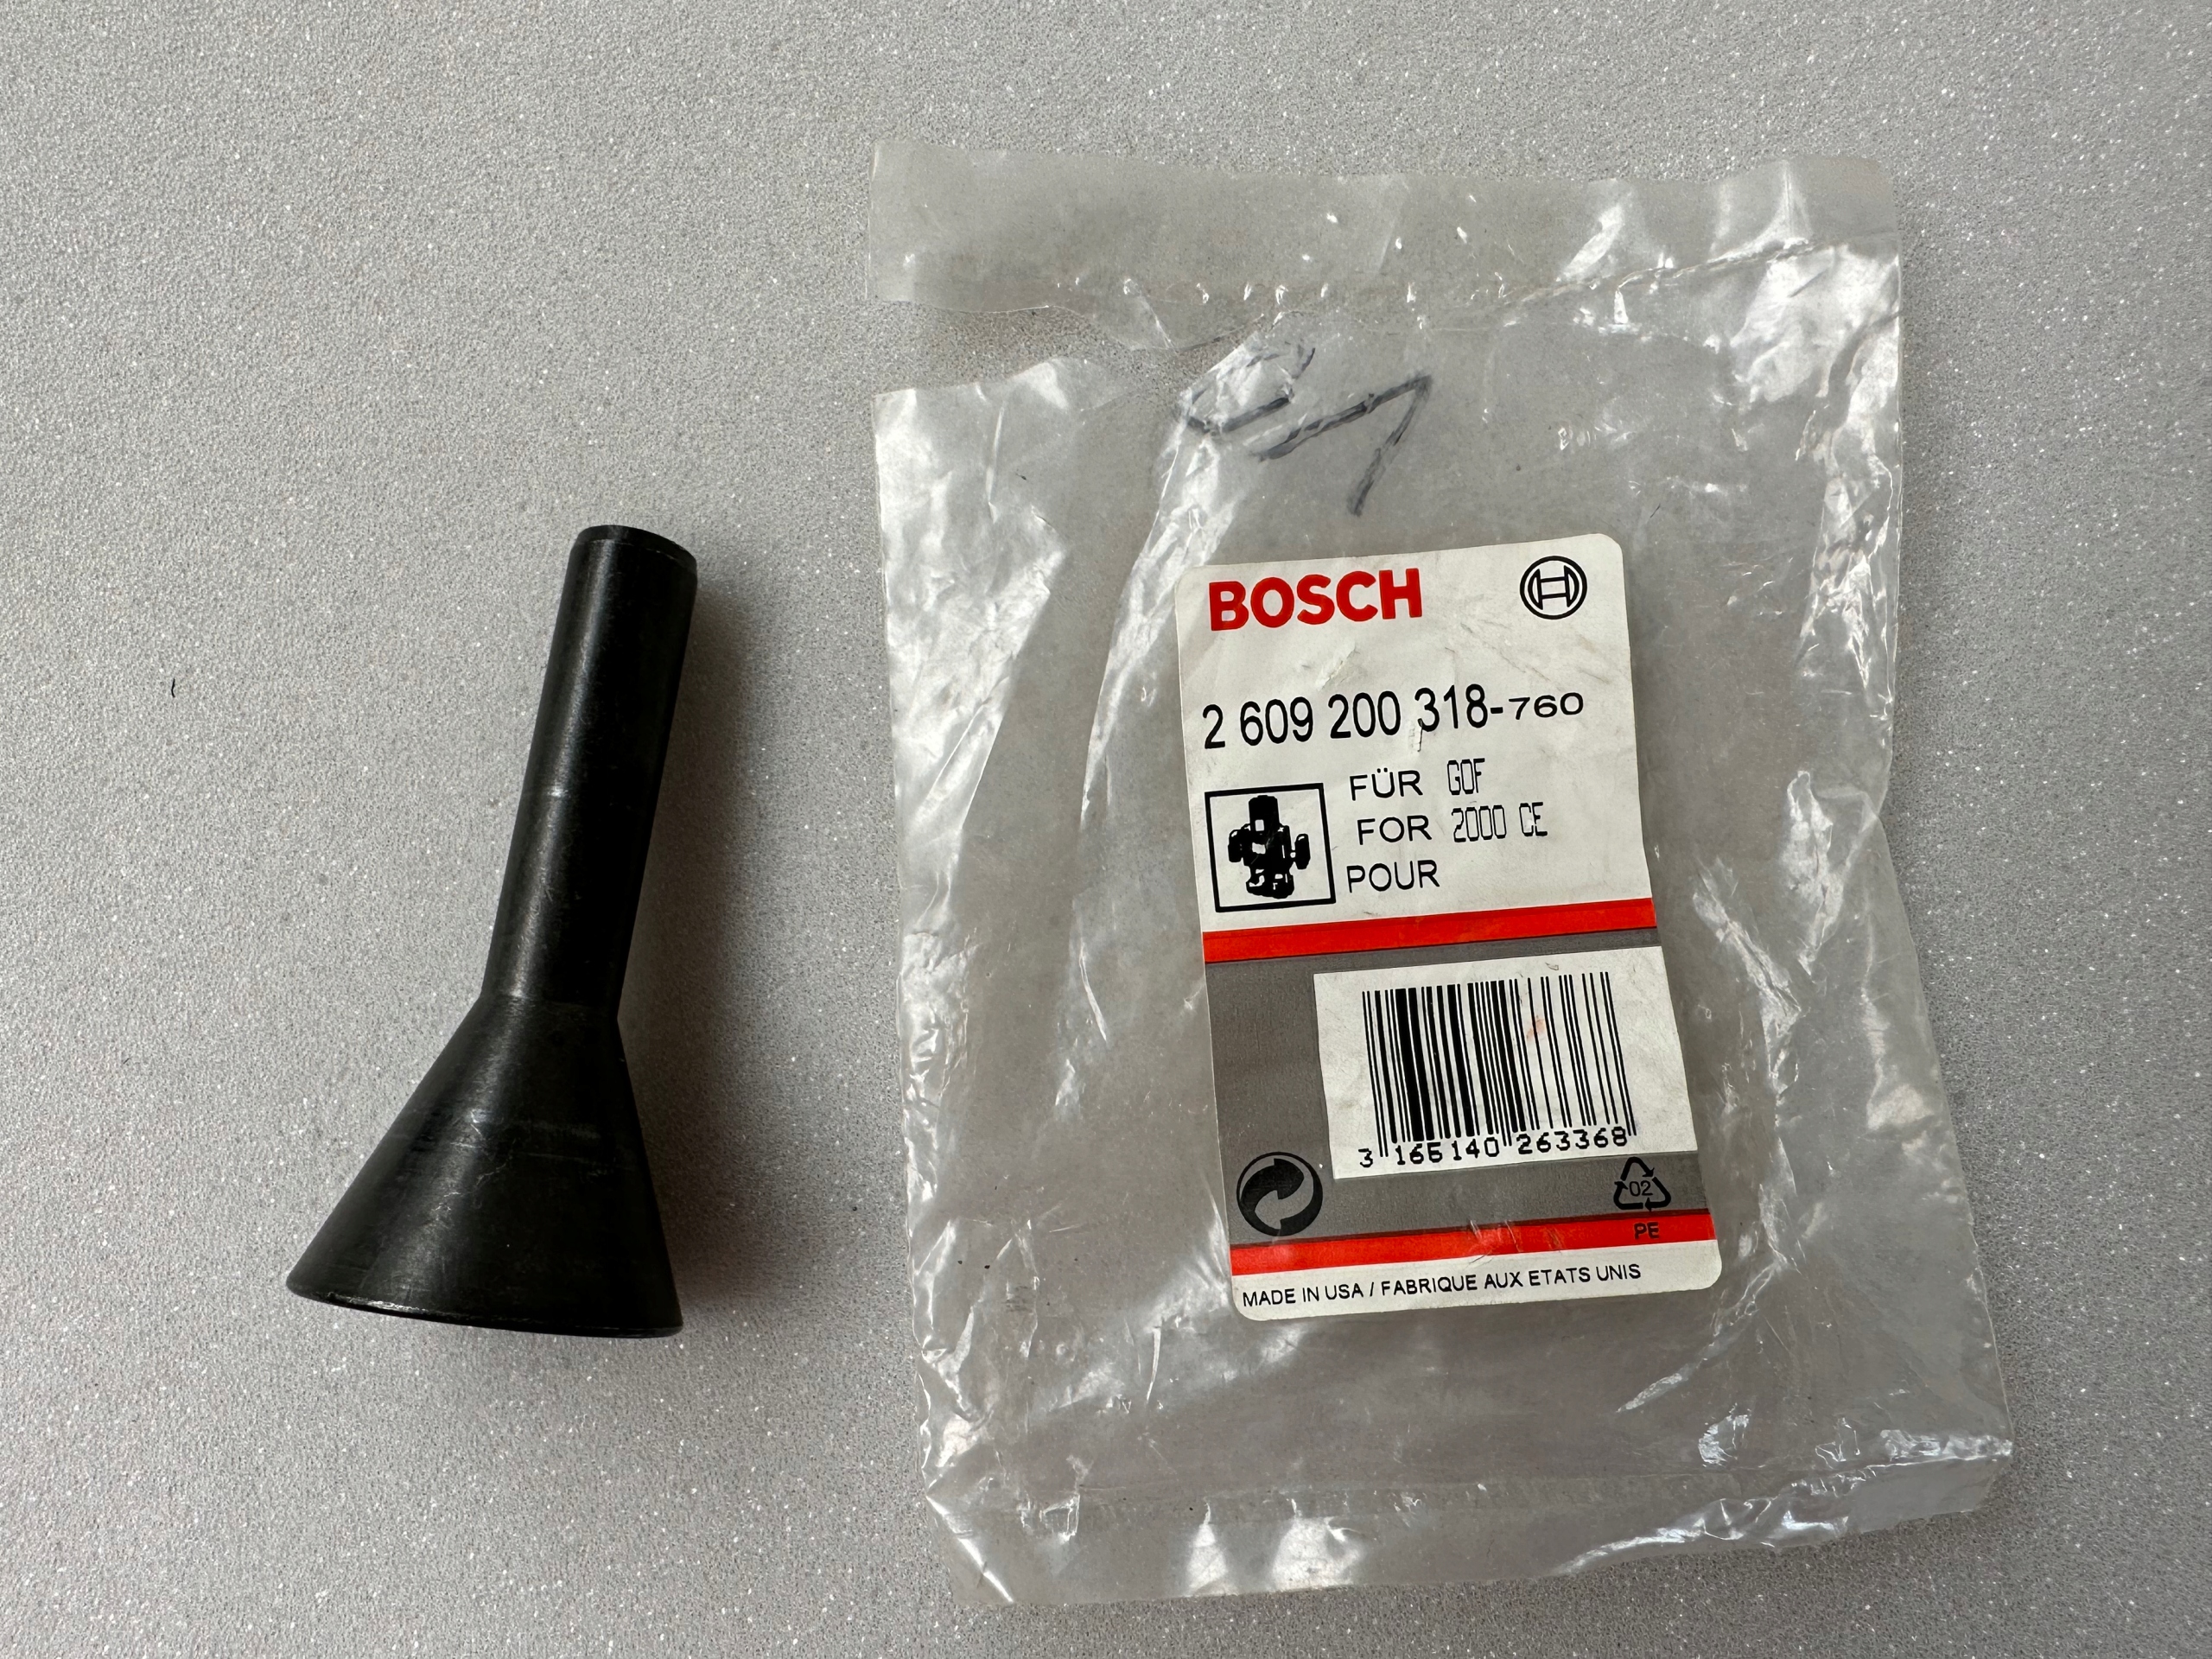 BOSCH
2 609 200 318-760
FÜR GOF
FOR 2000 CE
POUR
3 165140 263368
02
PE
MADE IN USA / FABRIQUE AUX ETATS UNIS